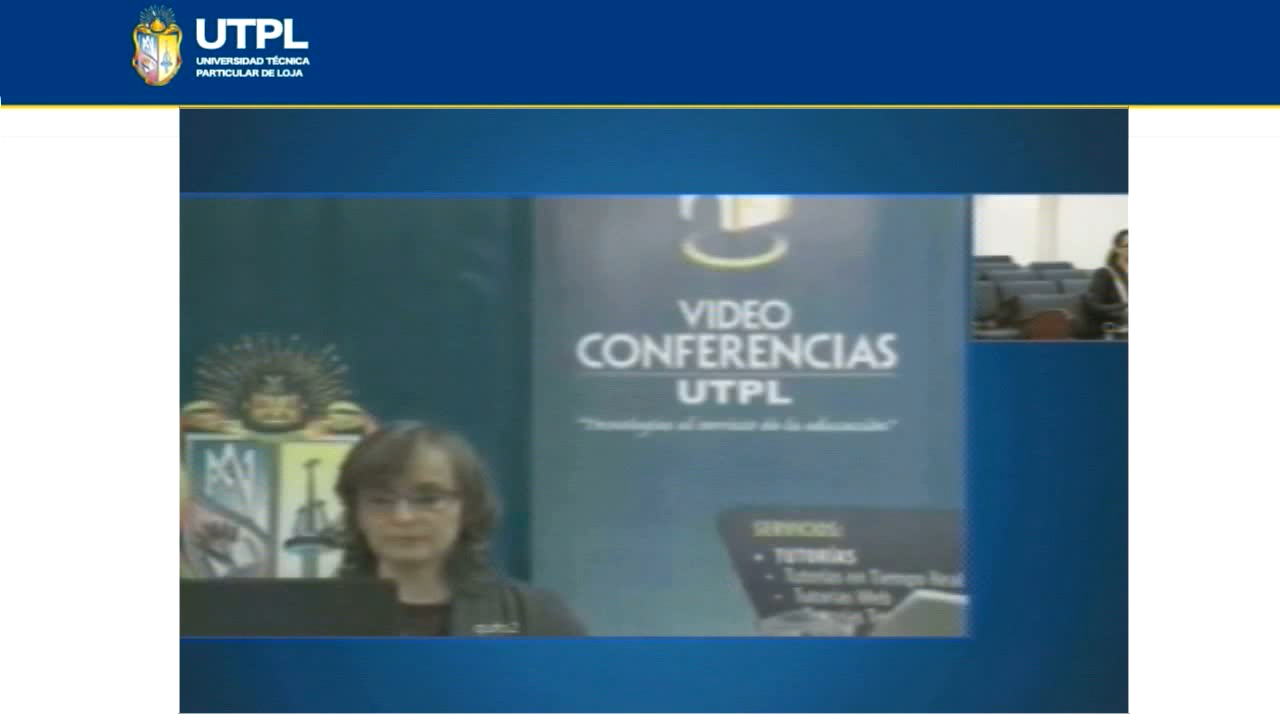 UTPL
UNIVERSIDAD TÉCNICA
PARTICULAR DE LOJA
VIDEO
CONFERENCIAS
UTPL
"Tecnologías al servicio de la educación"
SERVICIOS:
• TUTORÍAS
- Tutorías en Tiempo Real
- Tutorías Web